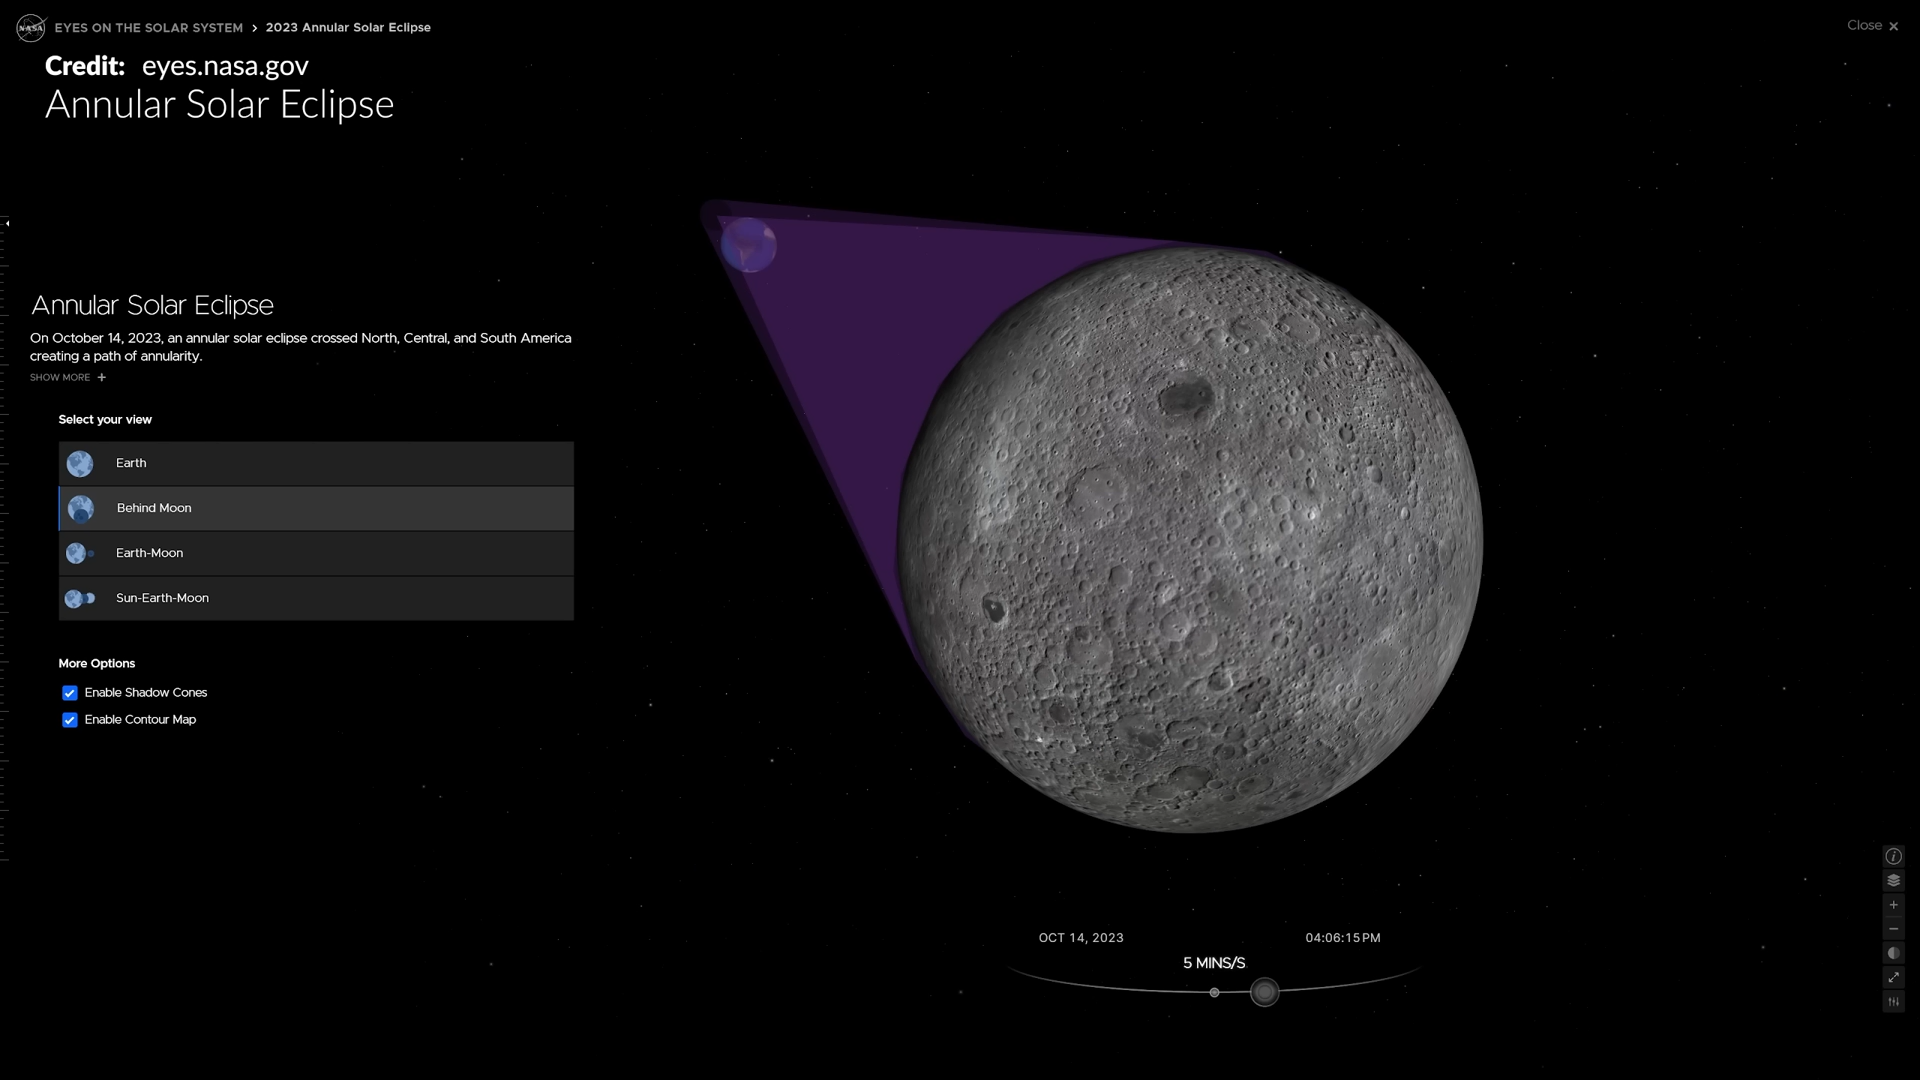 NASA
EYES ON THE SOLAR SYSTEM > 2023 Annular Solar Eclipse
Close ×
Credit: eyes.nasa.gov
Annular Solar Eclipse
Annular Solar Eclipse
On October 14, 2023, an annular solar eclipse crossed North, Central, and South America
creating a path of annularity.
SHOW MORE +
Select your view
Earth
Behind Moon
Earth-Moon
Sun-Earth-Moon
More Options
Enable Shadow Cones
Enable Contour Map
OCT 14, 2023 04:06:15 PM
5 MINS/S